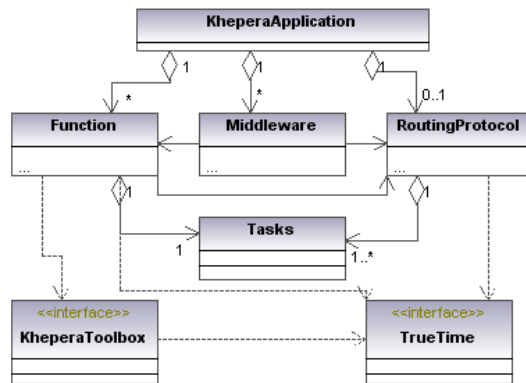 KheperaApplication
1
1
1
*
*
0..1
Function
Middleware
RoutingProtocol
...
...
...
1
1
Tasks
1
1..*
<<interface>>
KheperaToolbox
<<interface>>
TrueTime